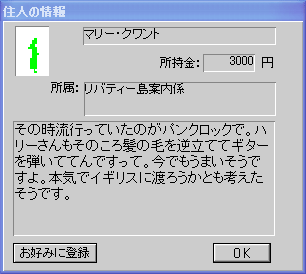 住人の情報
マリー・クワント
所持金: 3000 円
所属: リバティー島案内係
その時流行っていたのがパンクロックで。ハ
リーさんもそのころ髪の毛を逆立ててギター
を弾いててんですって。今でもうまいそうで
すよ。本気でイギリスに渡ろうかとも考えた
そうです。
お好みに登録 OK